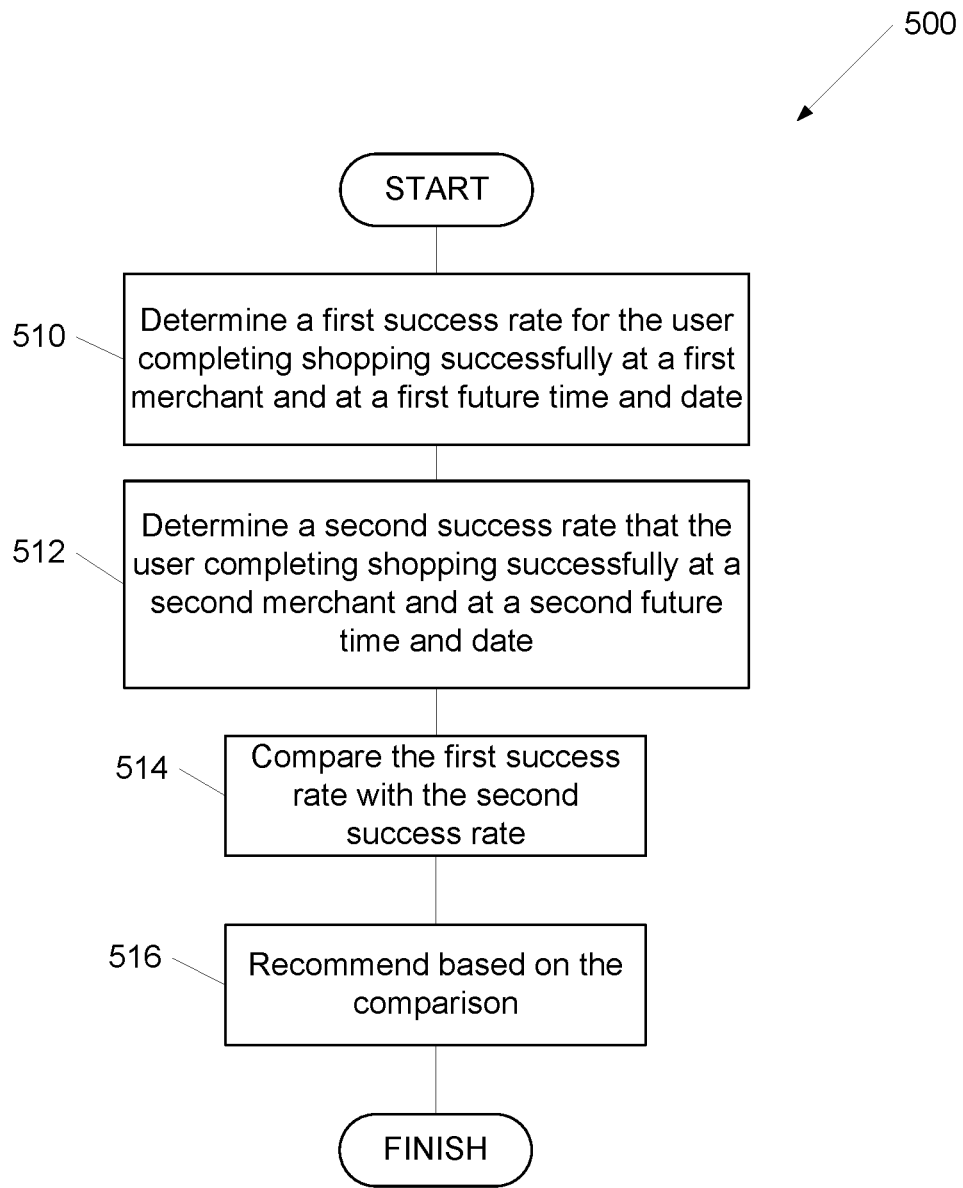 500
START
510
Determine a first success rate for the user
completing shopping successfully at a first
merchant and at a first future time and date
512
Determine a second success rate that the
user completing shopping successfully at a
second merchant and at a second future
time and date
514
Compare the first success
rate with the second
success rate
516
Recommend based on the
comparison
FINISH